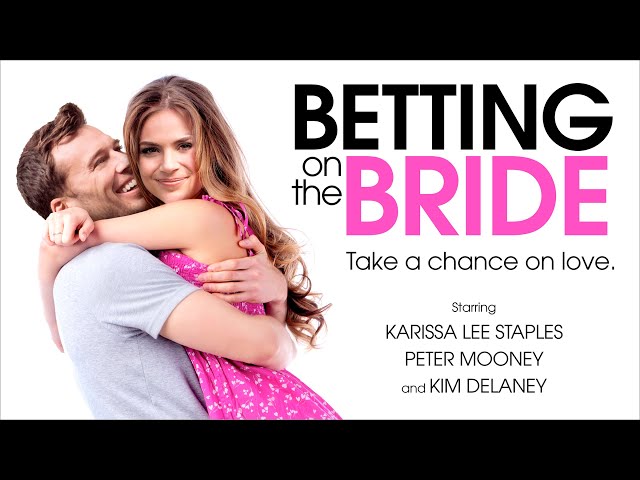 BETTING
on
the
BRIDE
Take a chance on love.
Starring
KARISSA LEE STAPLES
PETER MOONEY
and KIM DELANEY